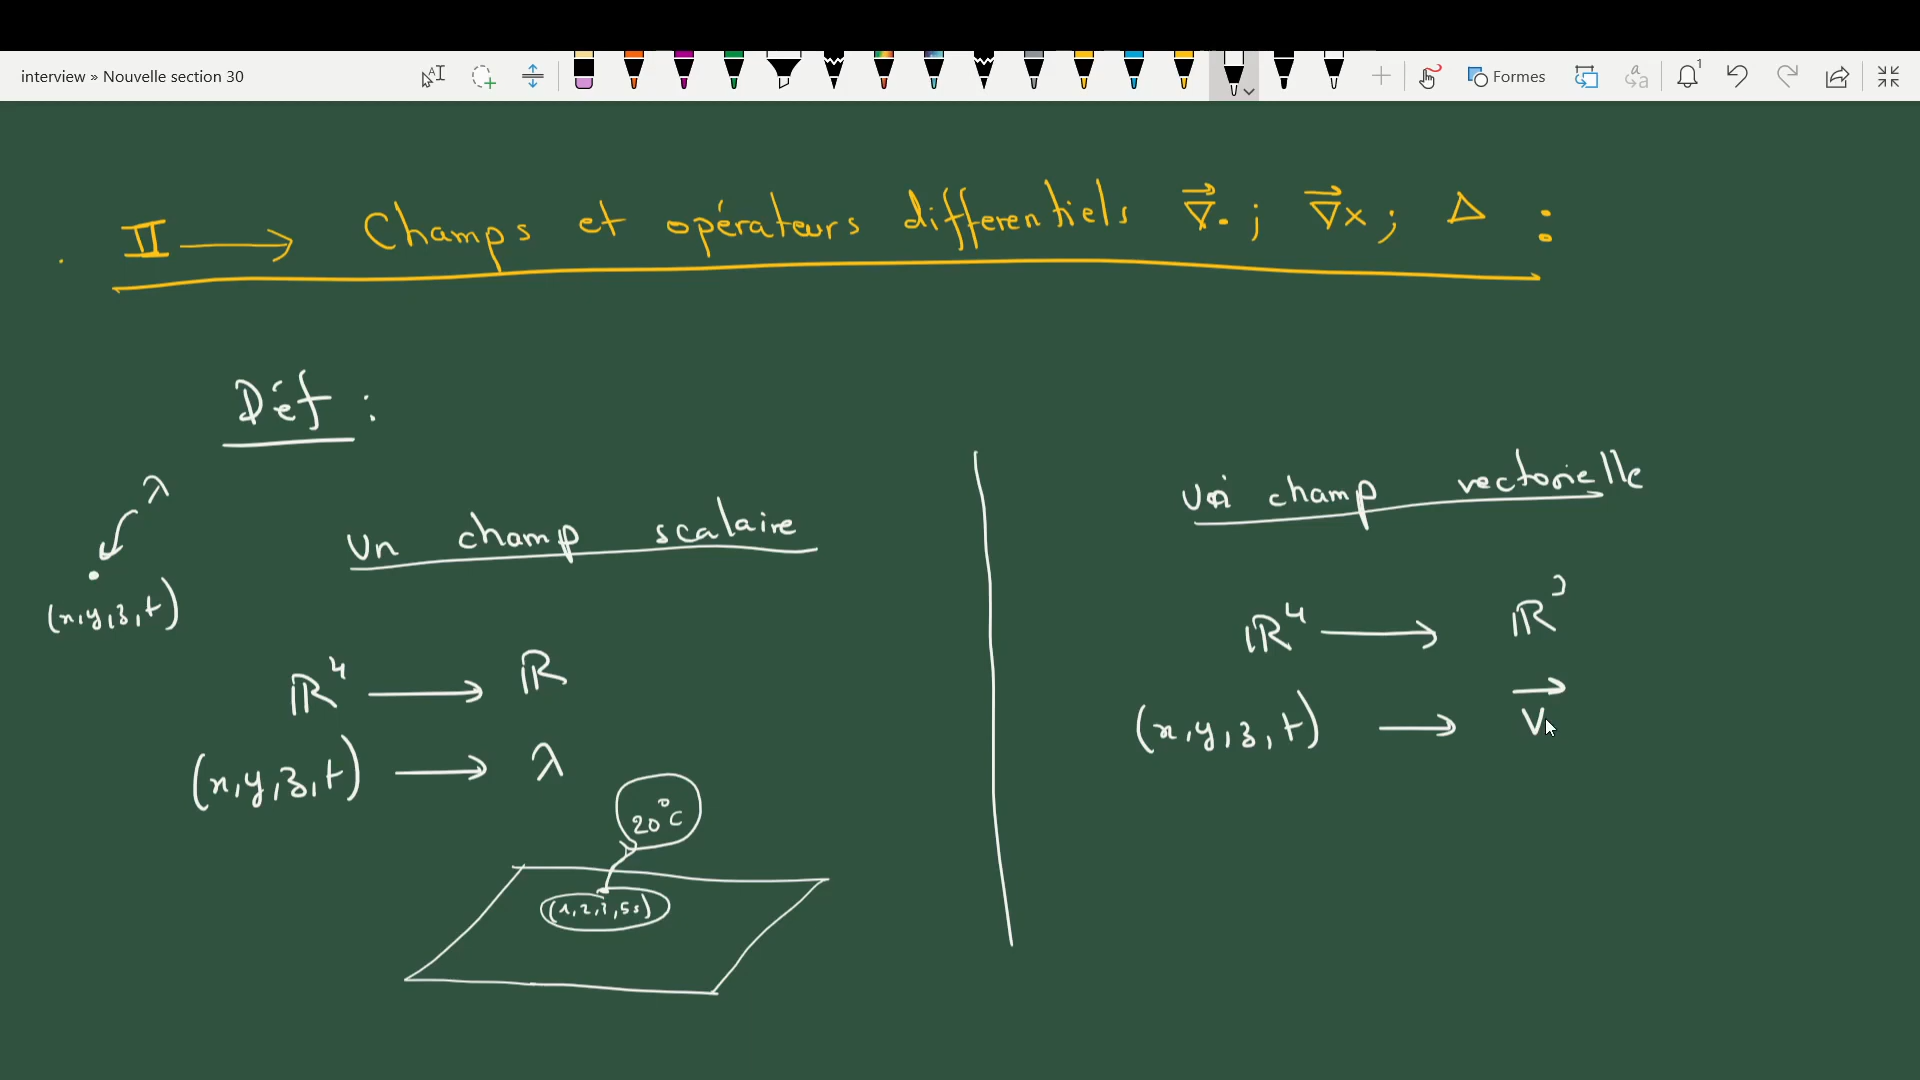 interview » Nouvelle section 30
Formes
1
II → Champs et opérateurs differentiels ∇⃗· ; ∇⃗× ; Δ :
Déf :
λ
(x,y,z,t)
Un champ scalaire
ℝ⁴ → ℝ
(x,y,z,t) → λ
20°C
(1,2,3,5s)
Un champ vectorielle
ℝ⁴ → ℝ³
(x,y,z,t) → V⃗